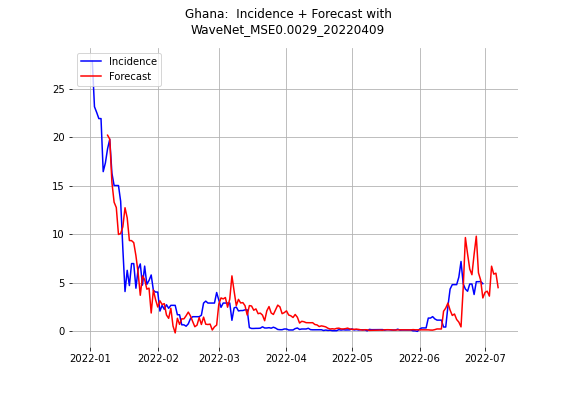 Ghana:  Incidence + Forecast with
WaveNet_MSE0.0029_20220409
Incidence
Forecast
25
20
15
10
5
0
2022-01 2022-02 2022-03 2022-04 2022-05 2022-06 2022-07